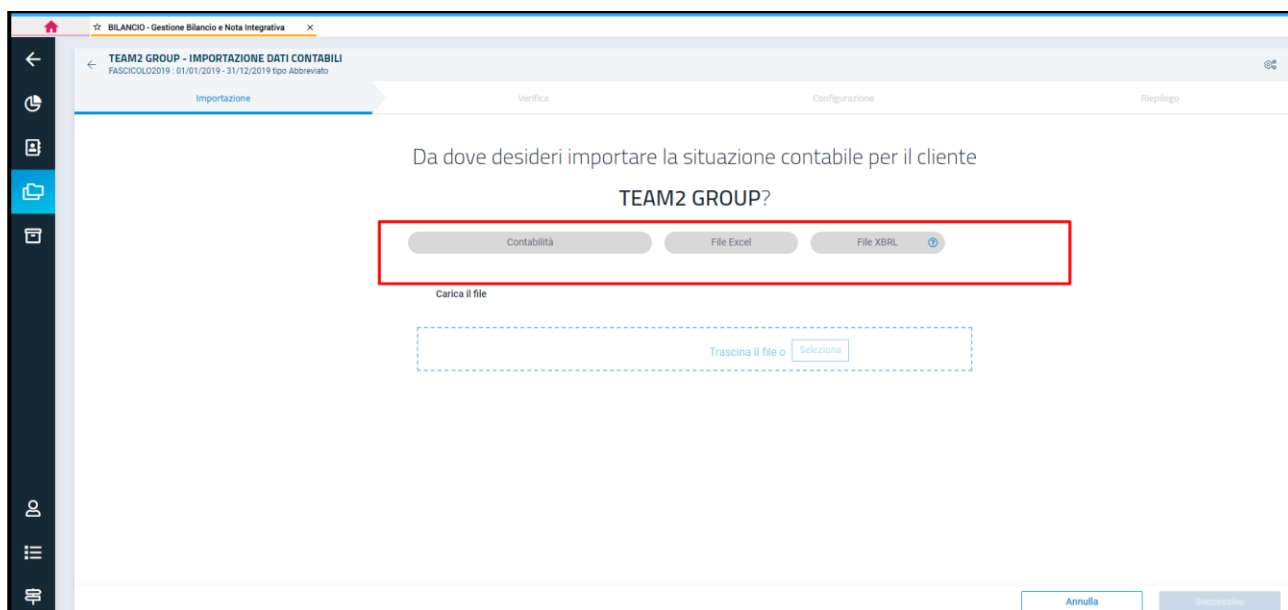 BILANCIO - Gestione Bilancio e Nota Integrativa
TEAM2 GROUP - IMPORTAZIONE DATI CONTABILI
FASCICOLO2019 : 01/01/2019 - 31/12/2019 tipo Abbreviato
Importazione
Verifica
Configurazione
Riepilogo
Da dove desideri importare la situazione contabile per il cliente
TEAM2 GROUP?
Contabilità
File Excel
File XBRL
Carica il file
Trascina il file o Seleziona
Annulla
Successivo